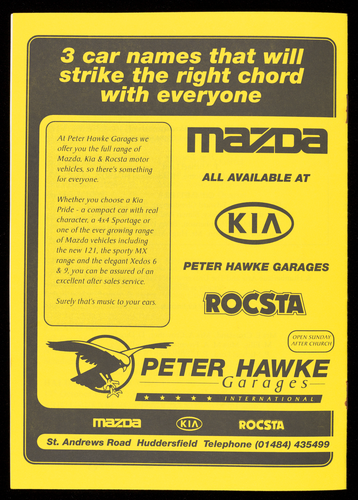 3 car names that will
strike the right chord
with everyone
At Peter Hawke Garages we
offer you the full range of
Mazda, Kia & Rocsta motor
vehicles, so there's something
for everyone.
Whether you choose a Kia
Pride - a compact car with real
character, a 4x4 Sportage or
one of the ever growing range
of Mazda vehicles including
the new 121, the sporty MX
range and the elegant Xedos 6
& 9, you can be assured of an
excellent after sales service.
Surely that's music to your ears.
mazda
ALL AVAILABLE AT
KIA
PETER HAWKE GARAGES
ROCSTA
OPEN SUNDAY
AFTER CHURCH
PETER HAWKE
Garages
★ ★ ★ ★ ★ INTERNATIONAL
mazda KIA ROCSTA
St. Andrews Road Huddersfield Telephone (01484) 435499